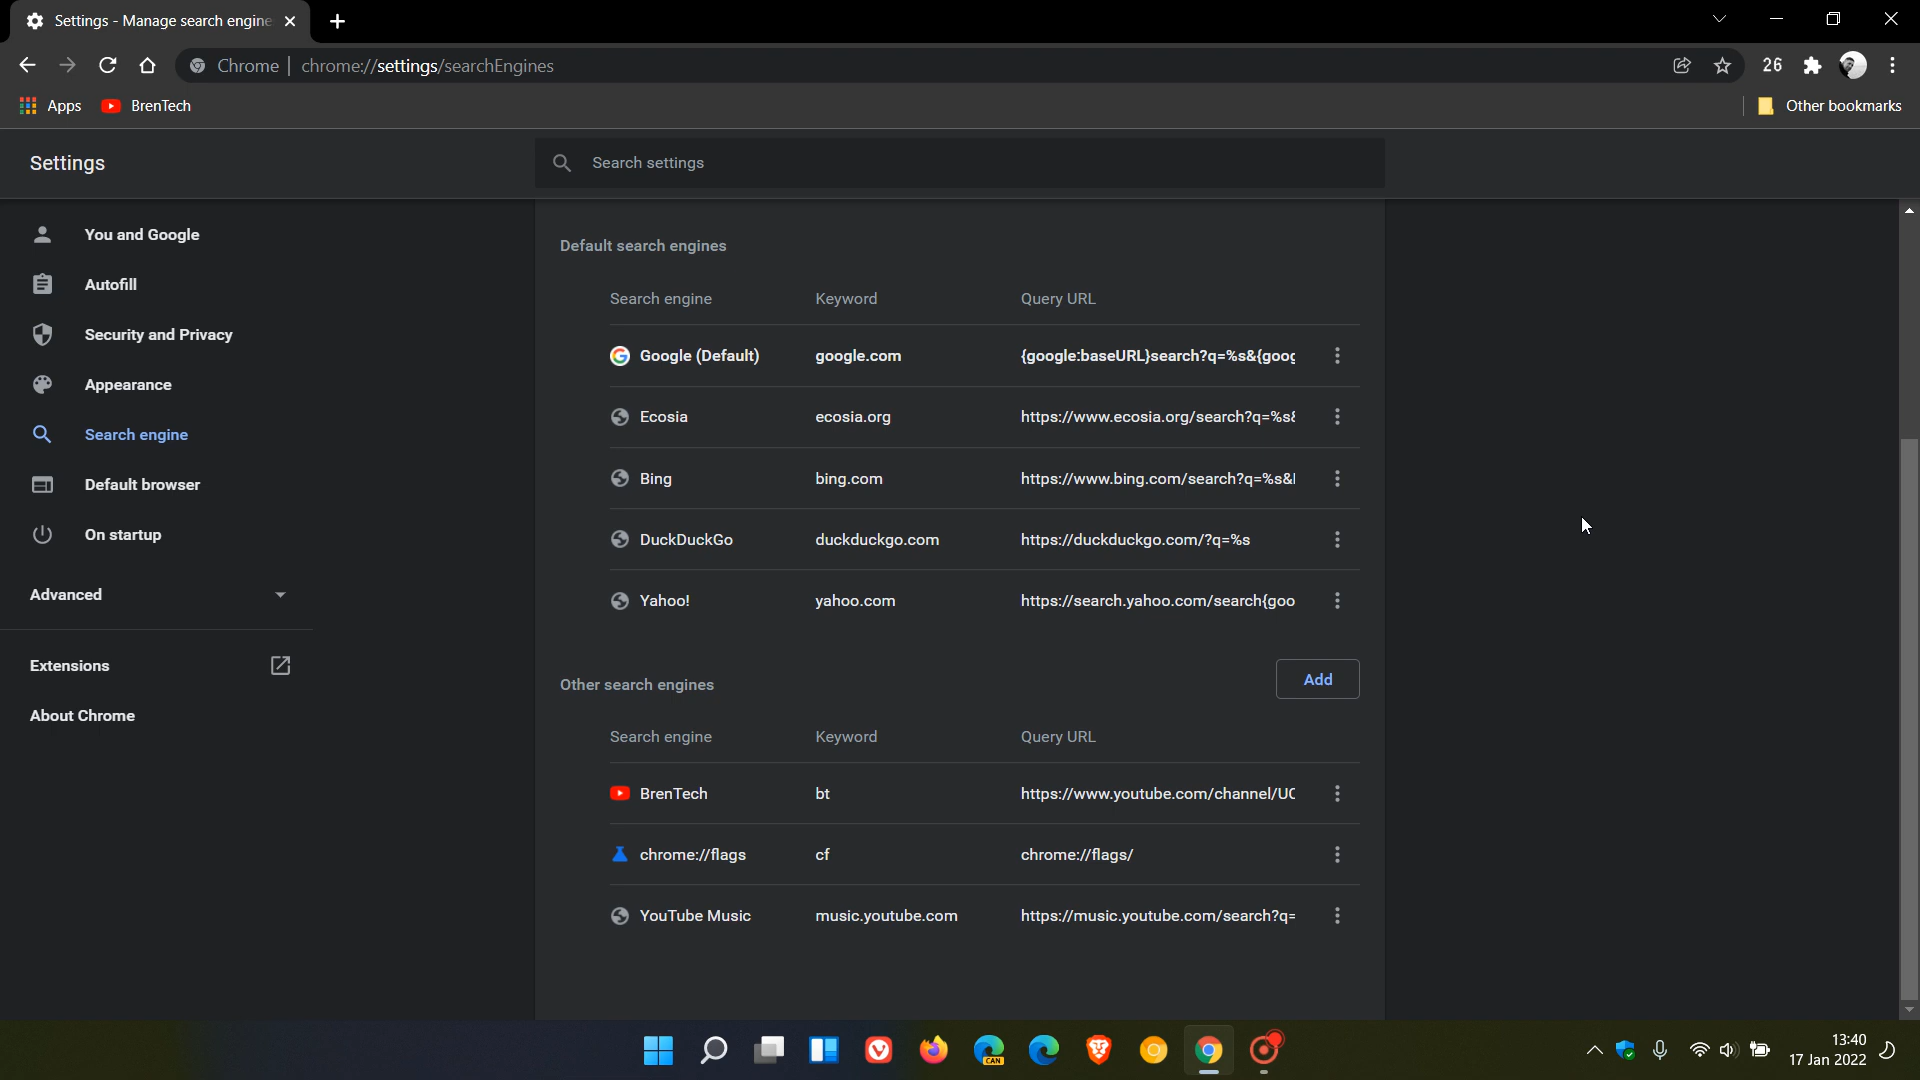 Settings - Manage search engine
Chrome | chrome://settings/searchEngines
26
Apps
BrenTech
Other bookmarks
Settings
Search settings
You and Google
Autofill
Security and Privacy
Appearance
Search engine
Default browser
On startup
Advanced
Extensions
About Chrome
Default search engines
Search engine Keyword Query URL
Google (Default) google.com {google:baseURL}search?q=%s&{goog
Ecosia ecosia.org https://www.ecosia.org/search?q=%s&
Bing bing.com https://www.bing.com/search?q=%s&
DuckDuckGo duckduckgo.com https://duckduckgo.com/?q=%s
Yahoo! yahoo.com https://search.yahoo.com/search{goo
Other search engines
Add
Search engine Keyword Query URL
BrenTech bt https://www.youtube.com/channel/UC
chrome://flags cf chrome://flags/
YouTube Music music.youtube.com https://music.youtube.com/search?q=
CAN
13:40
17 Jan 2022